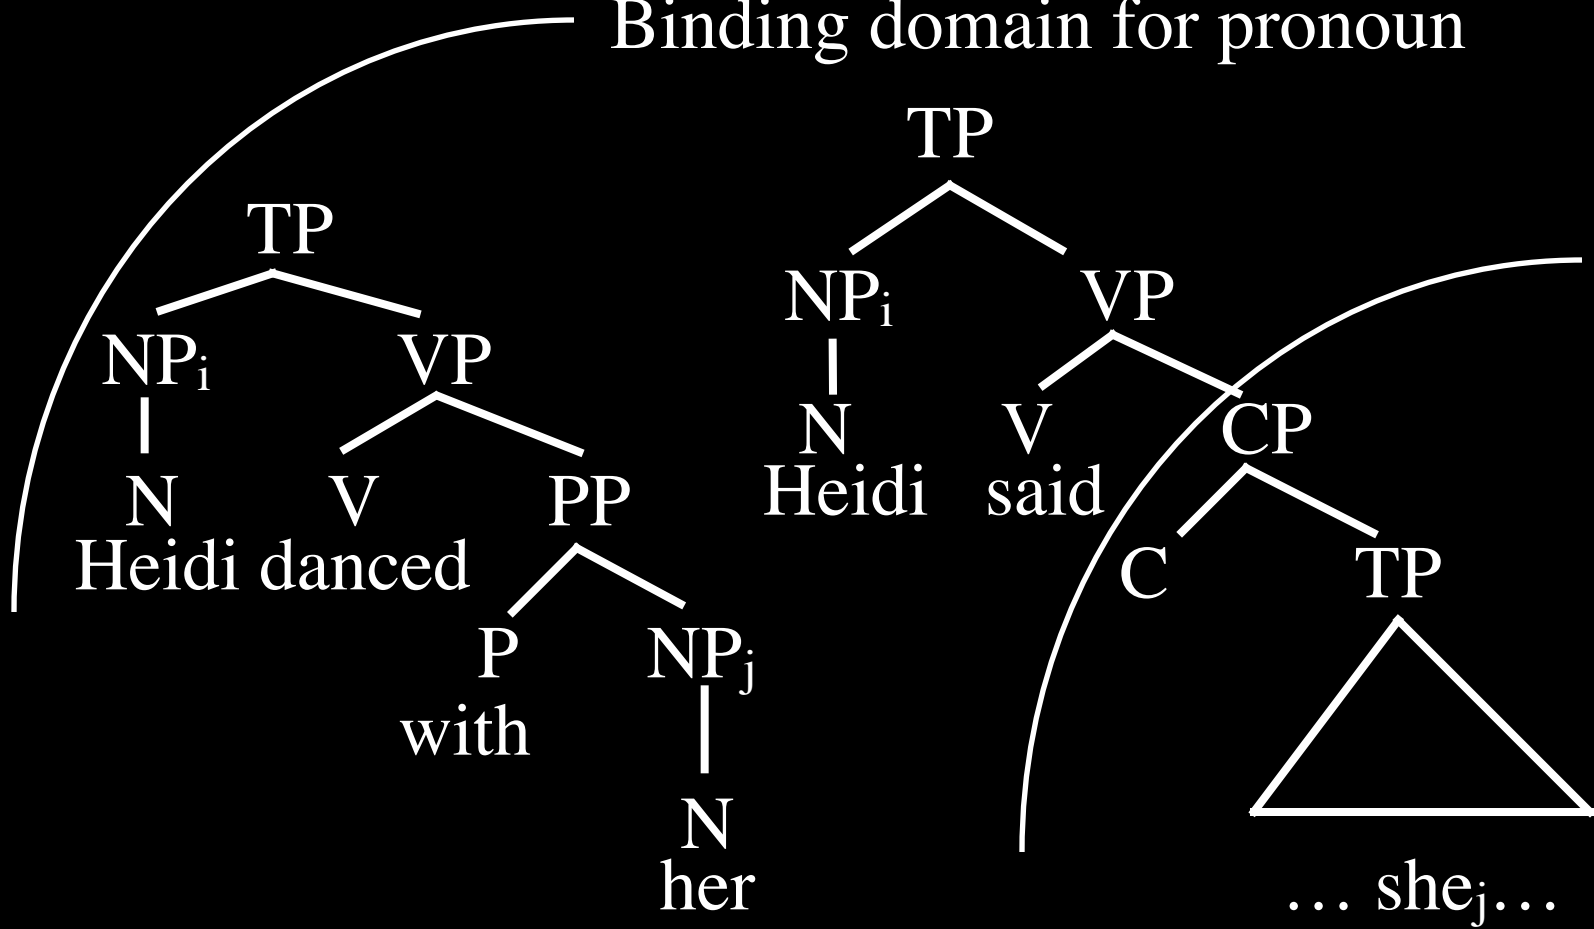 Binding domain for pronoun
TP
NPi VP
N V PP
Heidi danced
P NPj
with
N
her
TP
NPi VP
N V CP
Heidi said
C TP
… shej…